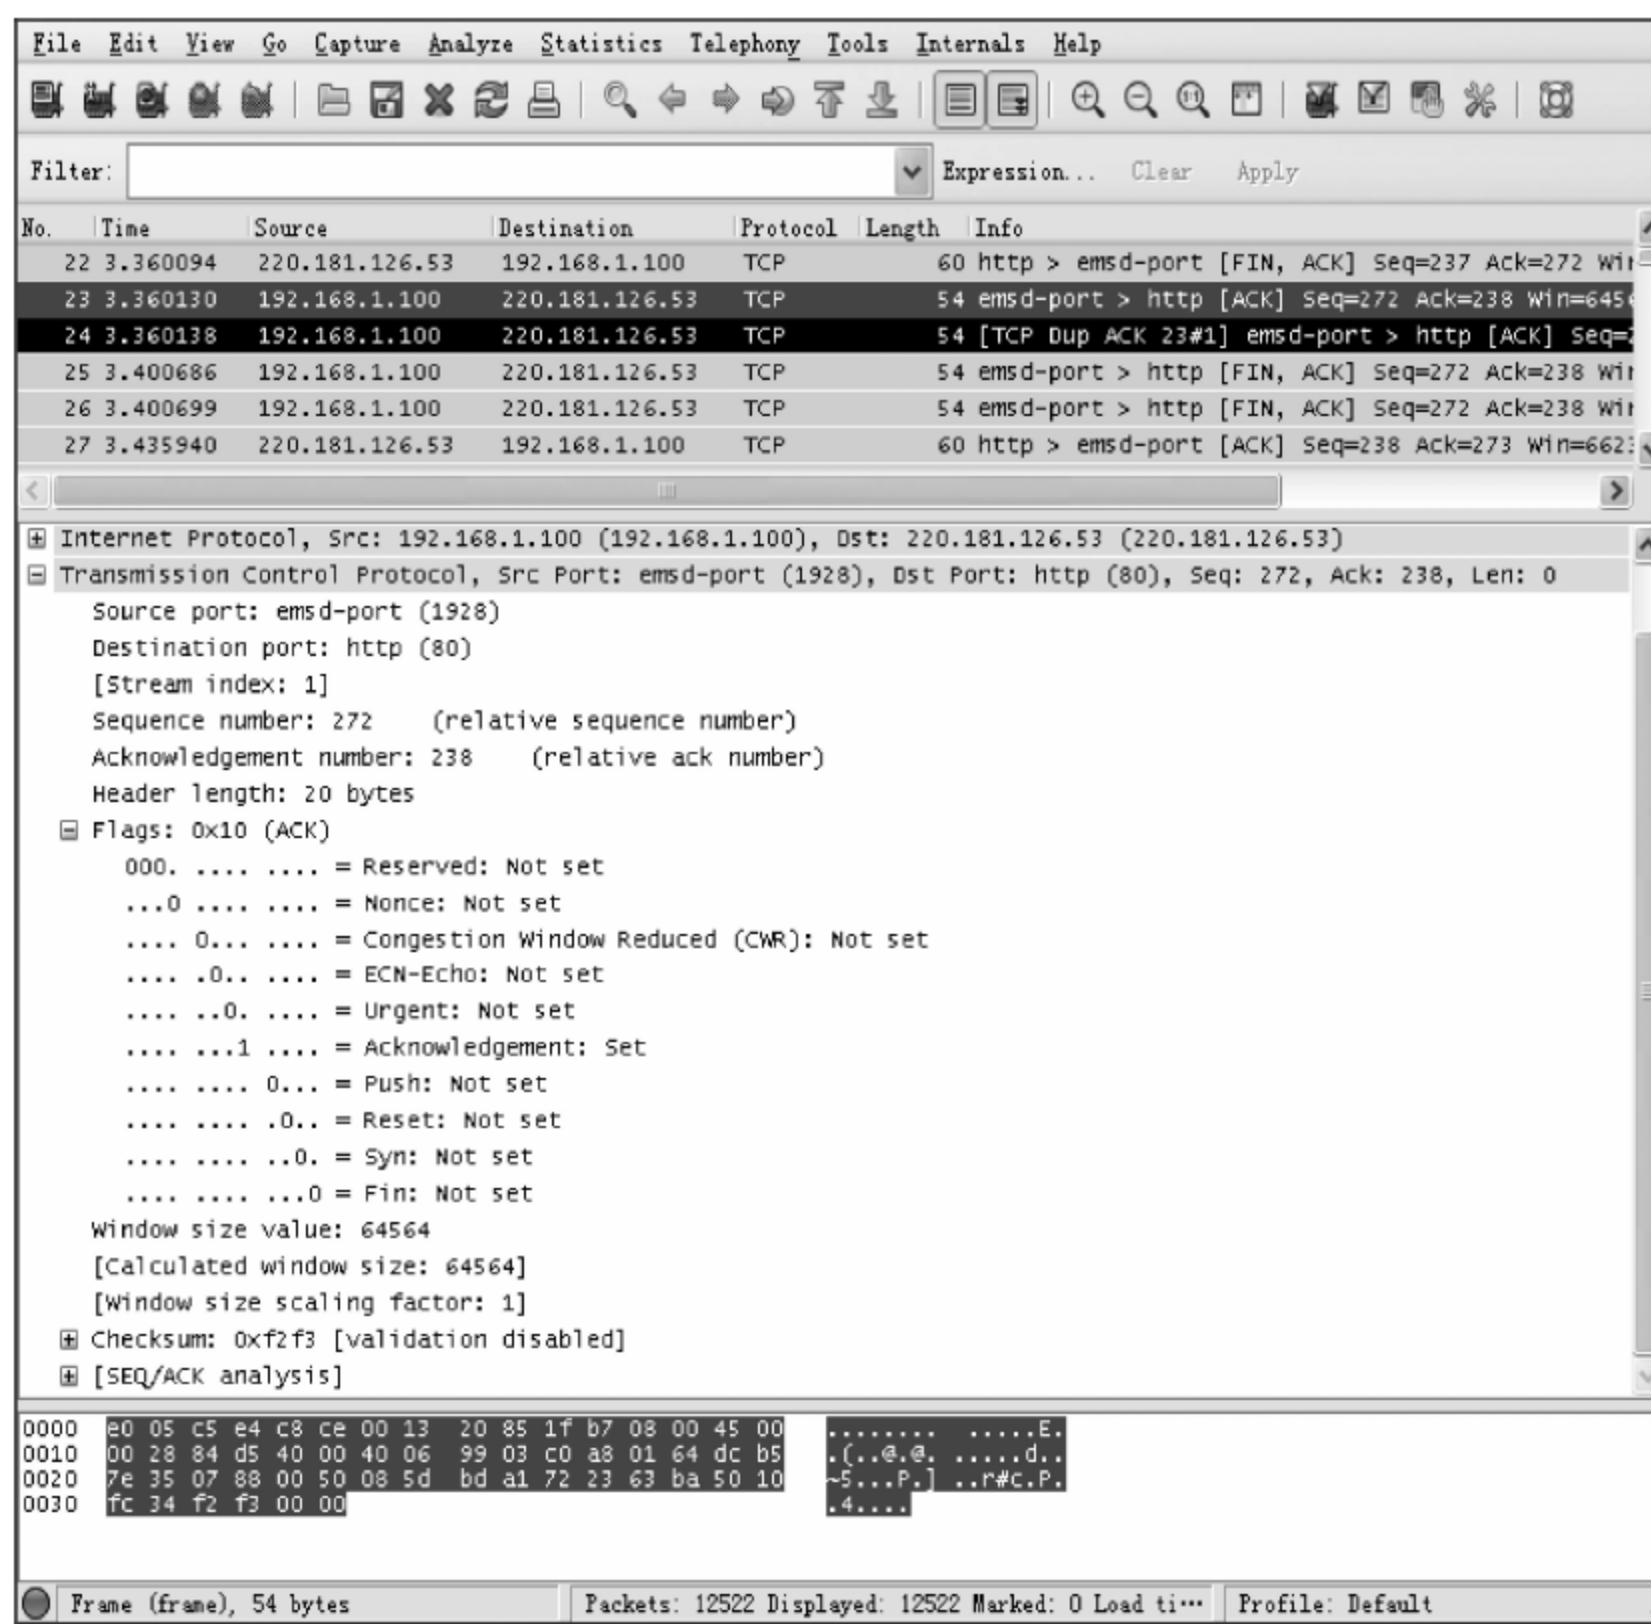 File Edit View Go Capture Analyze Statistics Telephony Tools Internals Help
Filter: Expression... Clear Apply
No. Time Source Destination Protocol Length Info
22 3.360094 220.181.126.53 192.168.1.100 TCP 60 http > emsd-port [FIN, ACK] Seq=237 Ack=272 Wi
23 3.360130 192.168.1.100 220.181.126.53 TCP 54 emsd-port > http [ACK] Seq=272 Ack=238 Win=645
24 3.360138 192.168.1.100 220.181.126.53 TCP 54 [TCP Dup ACK 23#1] emsd-port > http [ACK] Seq=
25 3.400686 192.168.1.100 220.181.126.53 TCP 54 emsd-port > http [FIN, ACK] Seq=272 Ack=238 Wi
26 3.400699 192.168.1.100 220.181.126.53 TCP 54 emsd-port > http [FIN, ACK] Seq=272 Ack=238 Wi
27 3.435940 220.181.126.53 192.168.1.100 TCP 60 http > emsd-port [ACK] Seq=238 Ack=273 Win=662
Internet Protocol, Src: 192.168.1.100 (192.168.1.100), Dst: 220.181.126.53 (220.181.126.53)
Transmission Control Protocol, Src Port: emsd-port (1928), Dst Port: http (80), Seq: 272, Ack: 238, Len: 0
Source port: emsd-port (1928)
Destination port: http (80)
[Stream index: 1]
Sequence number: 272 (relative sequence number)
Acknowledgement number: 238 (relative ack number)
Header length: 20 bytes
Flags: 0x10 (ACK)
000. .... .... = Reserved: Not set
...0 .... .... = Nonce: Not set
.... 0... .... = Congestion Window Reduced (CWR): Not set
.... .0.. .... = ECN-Echo: Not set
.... ..0. .... = Urgent: Not set
.... ...1 .... = Acknowledgement: Set
.... .... 0... = Push: Not set
.... .... .0.. = Reset: Not set
.... .... ..0. = Syn: Not set
.... .... ...0 = Fin: Not set
Window size value: 64564
[Calculated window size: 64564]
[Window size scaling factor: 1]
Checksum: 0xf2f3 [validation disabled]
[SEQ/ACK analysis]
0000 e0 05 c5 e4 c8 ce 00 13 20 85 1f b7 08 00 45 00 ........ .....E.
0010 00 28 84 d5 40 00 40 06 99 03 c0 a8 01 64 dc b5 .(..@.@. .....d..
0020 7e 35 07 88 00 50 08 5d bd a1 72 23 63 ba 50 10 ~5...P.] ..r#c.P.
0030 fc 34 f2 f3 00 00 .4....
Frame (frame), 54 bytes Packets: 12522 Displayed: 12522 Marked: 0 Load ti... Profile: Default